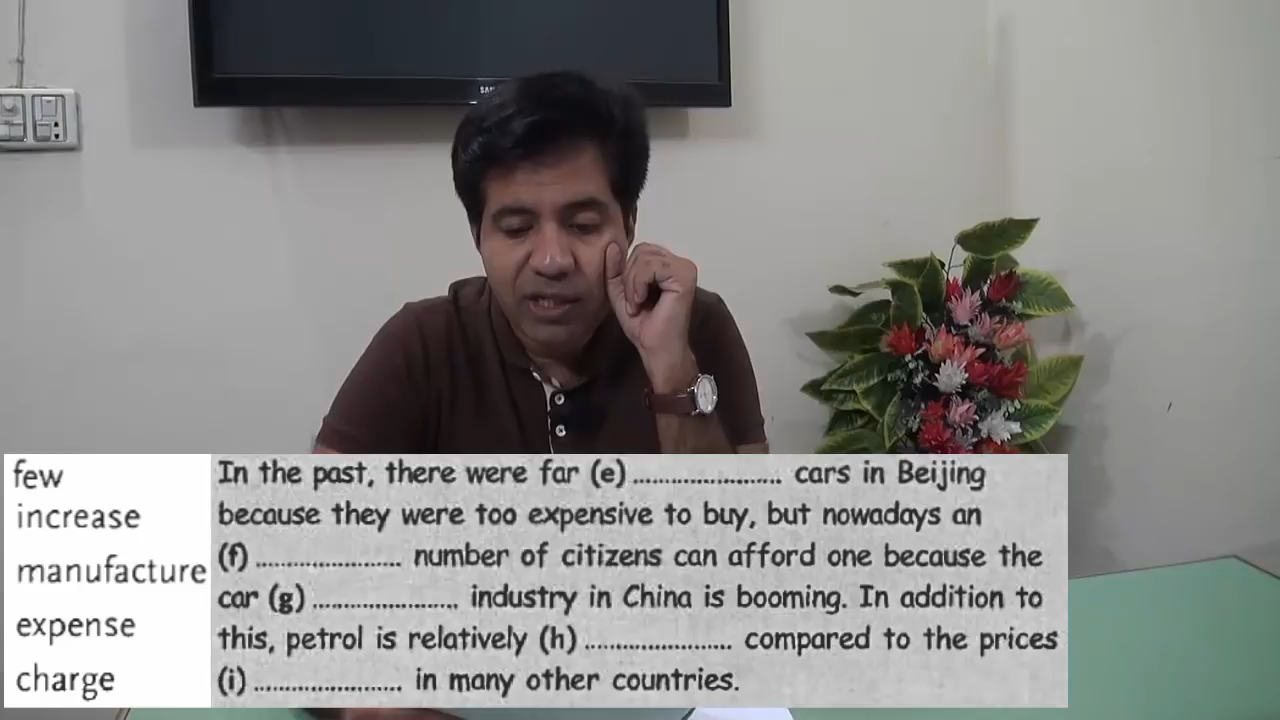 few
increase
manufacture
expense
charge
In the past, there were far (e) ........................ cars in Beijing
because they were too expensive to buy, but nowadays an
(f) ........................ number of citizens can afford one because the
car (g) ........................ industry in China is booming. In addition to
this, petrol is relatively (h) ........................ compared to the prices
(i) ........................ in many other countries.